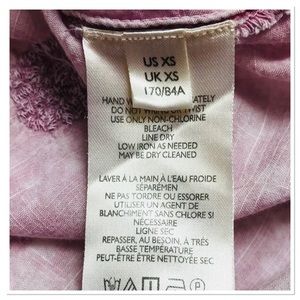 US XS
UK XS
170/84A
HAND
DO NOT WRING OR TWIST
USE ONLY NON-CHLORINE
BLEACH
LINE DRY
LOW IRON AS NEEDED
MAY BE DRY CLEANED
LAVER À LA MAIN À L'EAU FROIDE
SÉPARÉMEN
NE PAS TORDRE OU ESSORER
UTILISER UN AGENT DE
BLANCHIMENT SANS CHLORE SI
NÉCESSAIRE
LIGNE SEC
REPASSER, AU BESOIN, À TRÈS
BASSE TEMPÉRATURE
PEUT-ÊTRE ÊTRE NETTOYÉE SEC